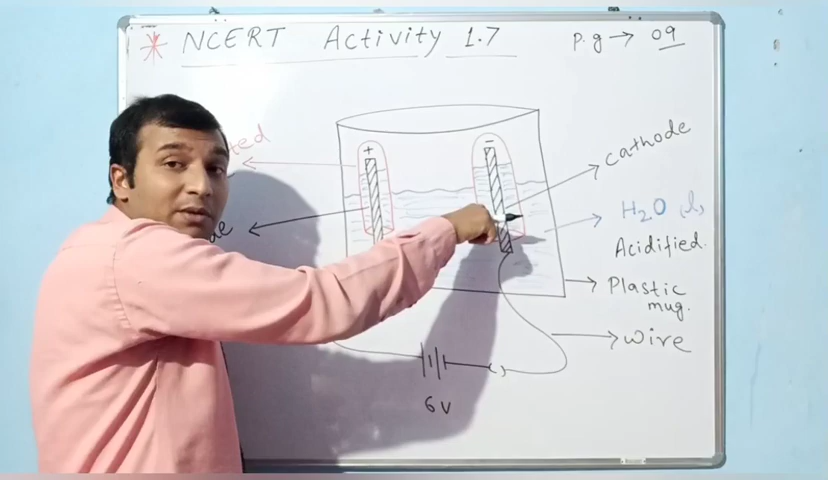 * NCERT Activity 1.7
p.g → 09
+
-
cathode
H2O (l)
Acidified.
Plastic
mug.
wire
6V